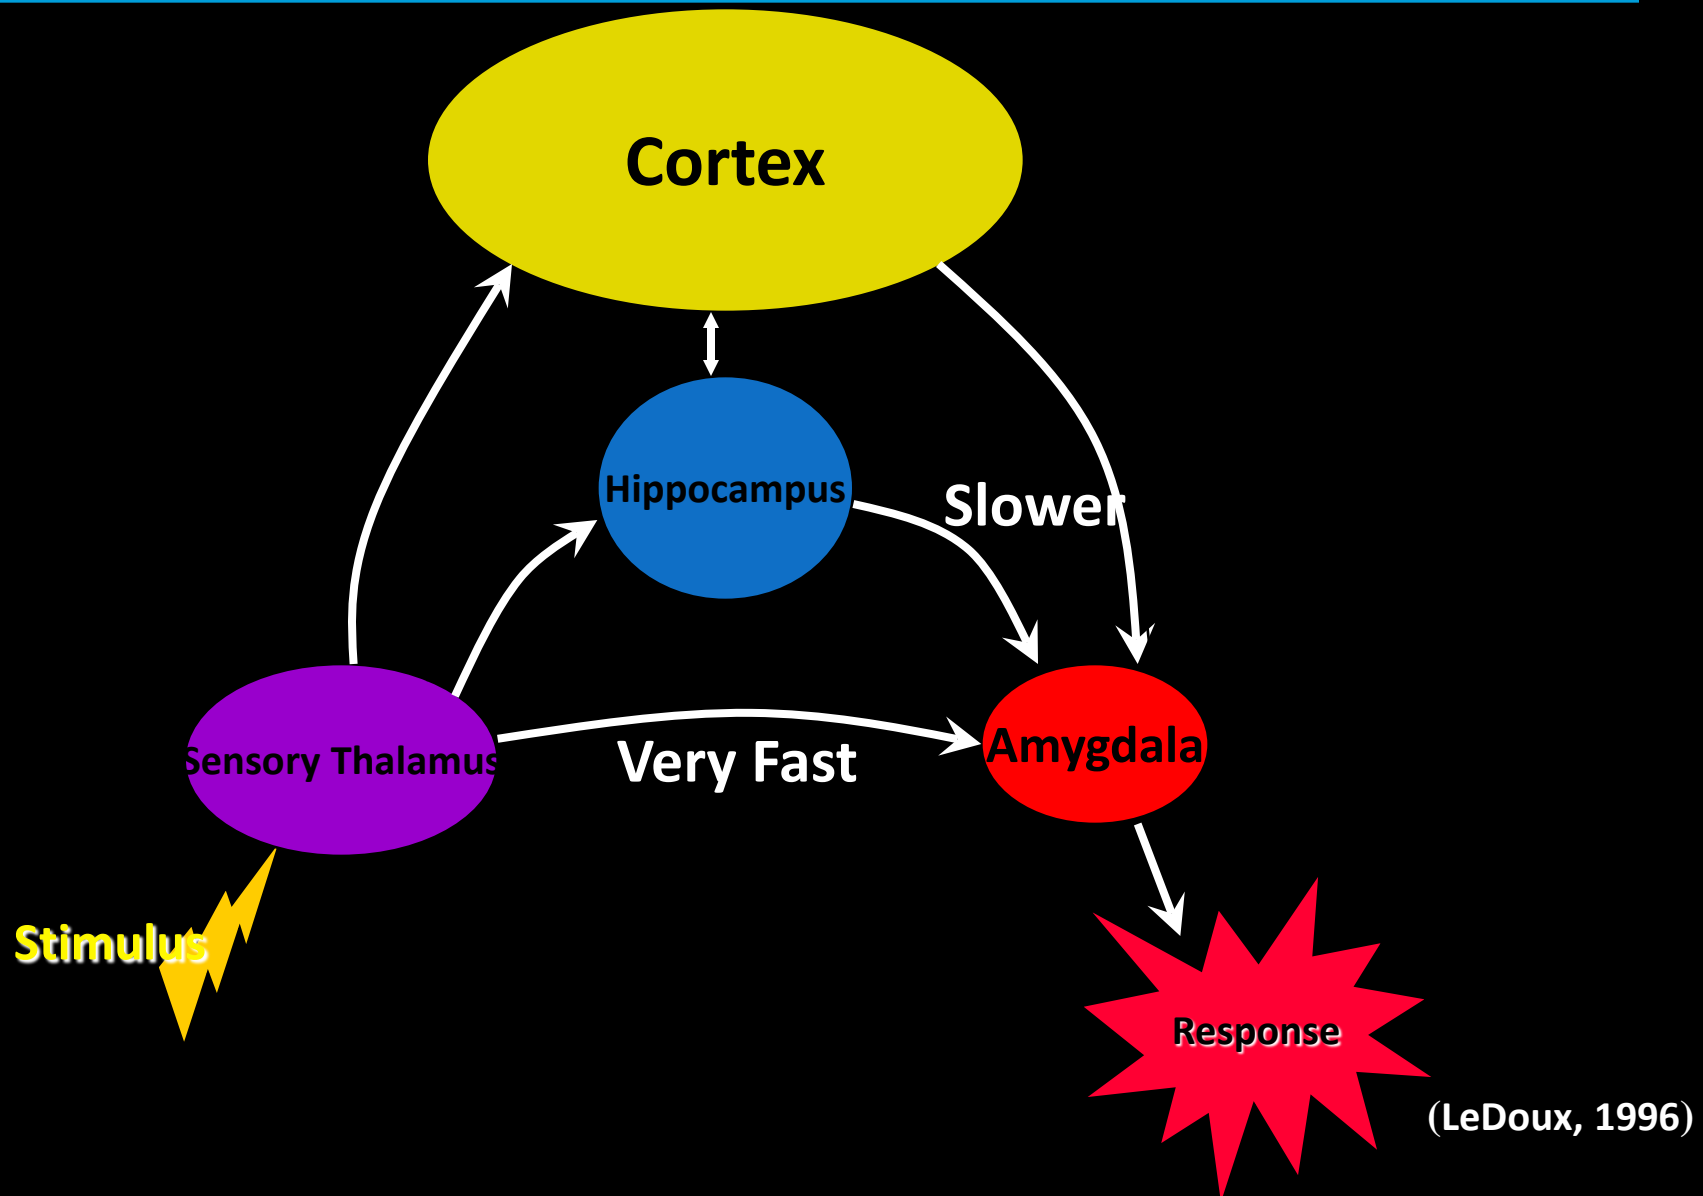 Cortex
Hippocampus
Slower
Sensory Thalamus
Very Fast
Amygdala
Stimulus
Response
(LeDoux, 1996)